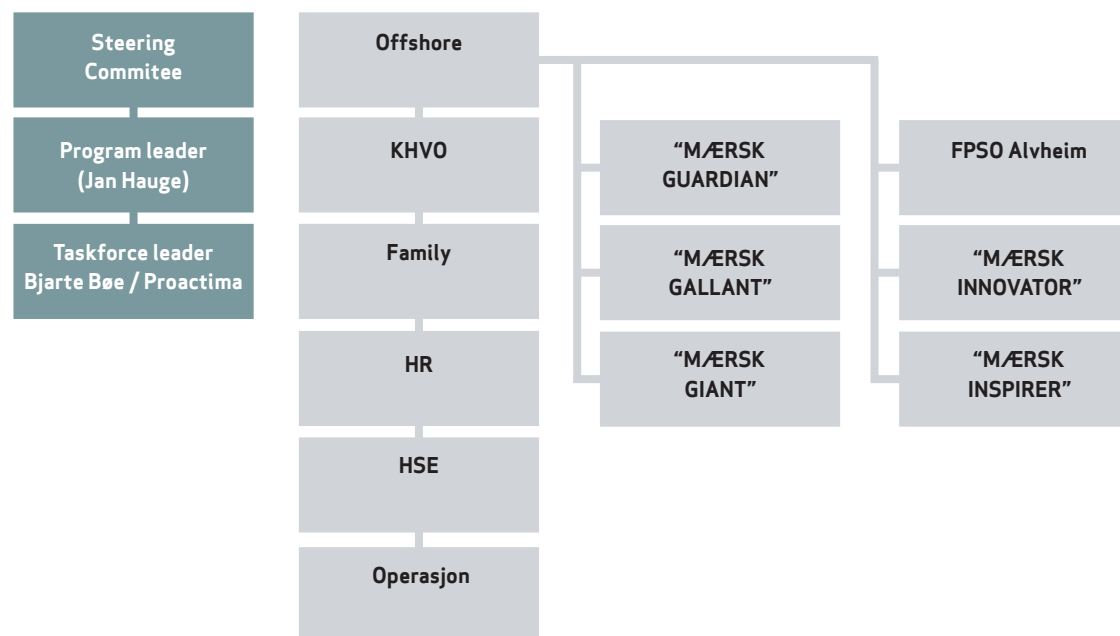 Steering
Commitee
Program leader
(Jan Hauge)
Taskforce leader
Bjarte Bøe / Proactima
Offshore
KHVO
Family
HR
HSE
Operasjon
“MÆRSK
GUARDIAN”
“MÆRSK
GALLANT”
“MÆRSK
GIANT”
FPSO Alvheim
“MÆRSK
INNOVATOR”
“MÆRSK
INSPIRER”